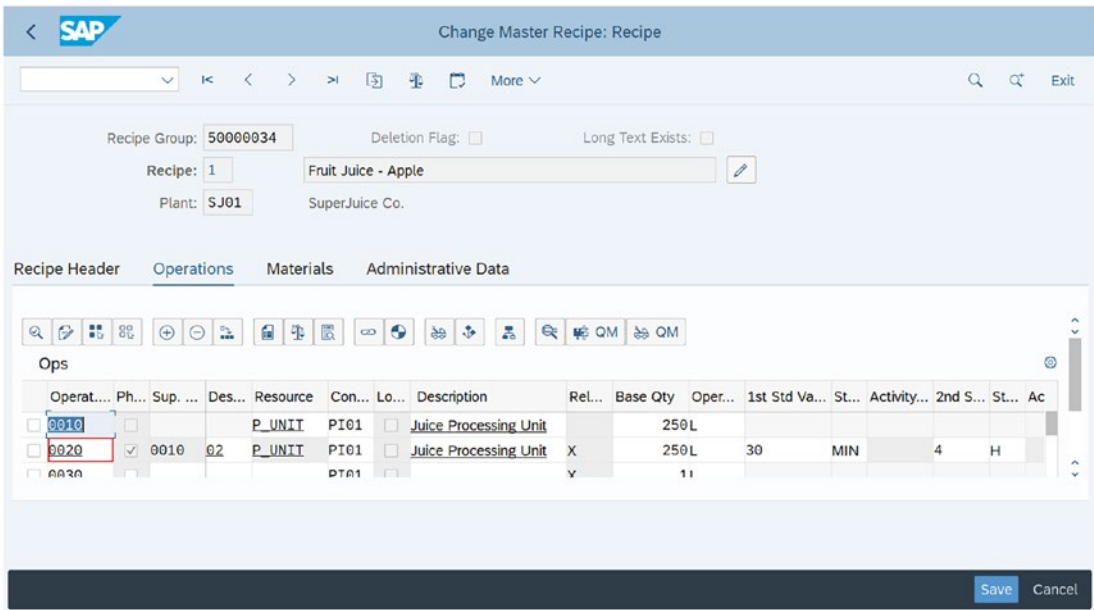 SAP Change Master Recipe: Recipe
More Exit
Recipe Group: 50000034 Deletion Flag: Long Text Exists:
Recipe: 1 Fruit Juice - Apple
Plant: SJ01 SuperJuice Co.
Recipe Header Operations Materials Administrative Data
QM QM
Ops
Operat.... Ph... Sup. ... Des... Resource Con... Lo... Description Rel... Base Qty Oper... 1st Std Va... St... Activity... 2nd S... St... Ac
0010 P_UNIT PI01 Juice Processing Unit 250 L
0020 0010 02 P_UNIT PI01 Juice Processing Unit X 250 L 30 MIN 4 H
0030 PI01 X 1 L
Save Cancel